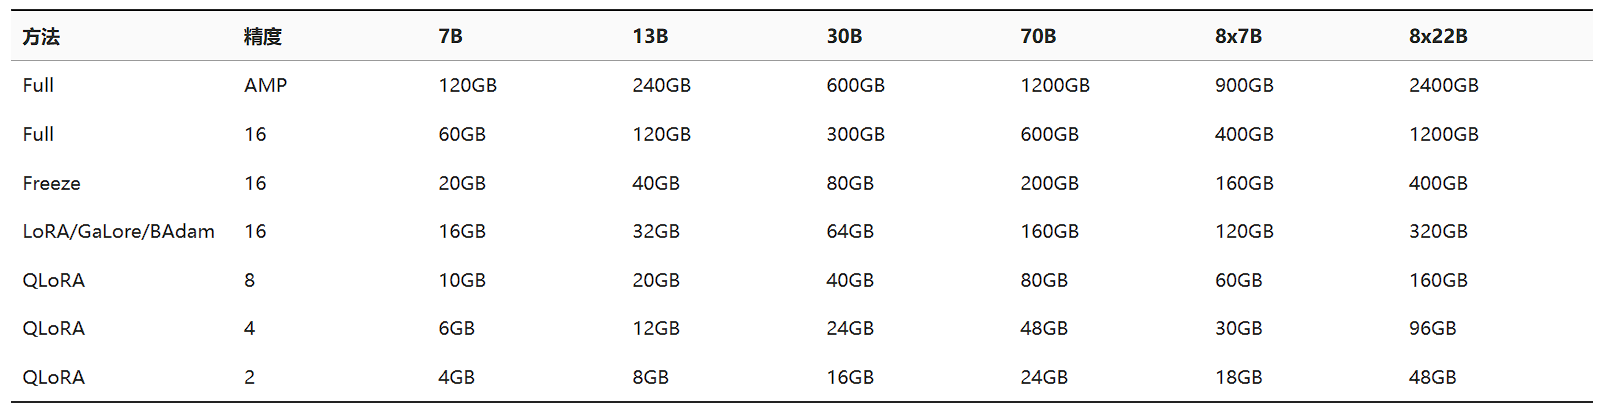 方法 精度 7B 13B 30B 70B 8x7B 8x22B
Full AMP 120GB 240GB 600GB 1200GB 900GB 2400GB
Full 16 60GB 120GB 300GB 600GB 400GB 1200GB
Freeze 16 20GB 40GB 80GB 200GB 160GB 400GB
LoRA/GaLore/BAdam 16 16GB 32GB 64GB 160GB 120GB 320GB
QLoRA 8 10GB 20GB 40GB 80GB 60GB 160GB
QLoRA 4 6GB 12GB 24GB 48GB 30GB 96GB
QLoRA 2 4GB 8GB 16GB 24GB 18GB 48GB